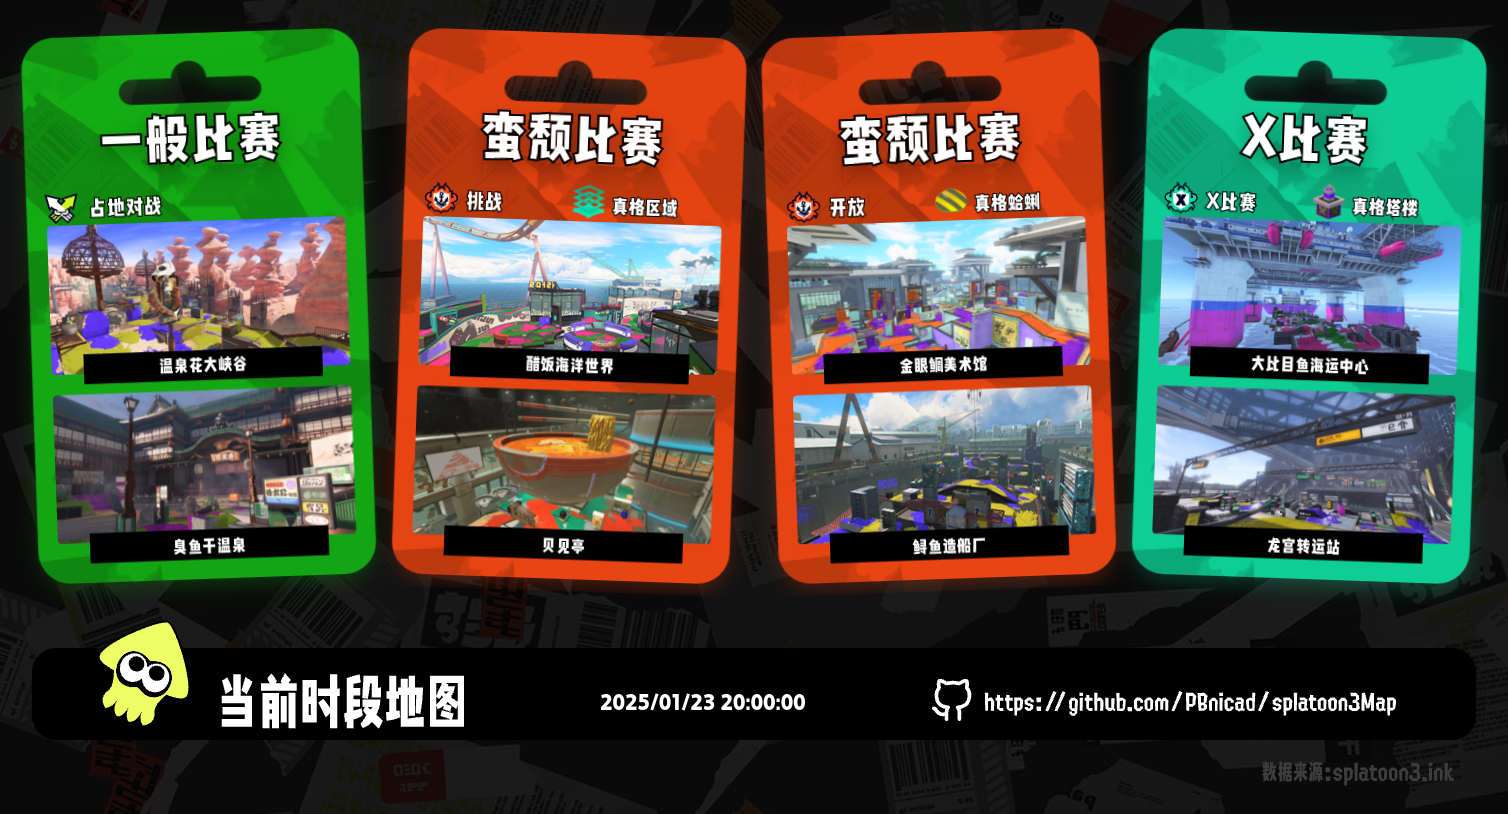 一般比赛
占地对战
温泉花大峡谷
臭鱼干温泉
蛮颓比赛
挑战
真格区域
醋饭海洋世界
贝见亭
蛮颓比赛
开放
真格蛤蜊
金眼鲷美术馆
鲟鱼造船厂
X比赛
X比赛
真格塔楼
大比目鱼海运中心
龙宫转运站
当前时段地图
2025/01/23 20:00:00
https://github.com/PBnicad/splatoon3Map
数据来源:splatoon3.ink